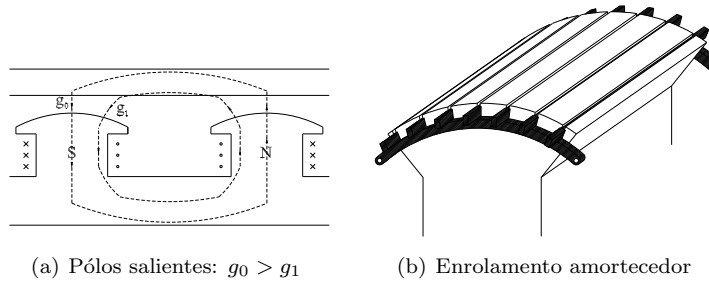 g₀
g₁
S
N
(a) Pólos salientes: g₀ > g₁
(b) Enrolamento amortecedor